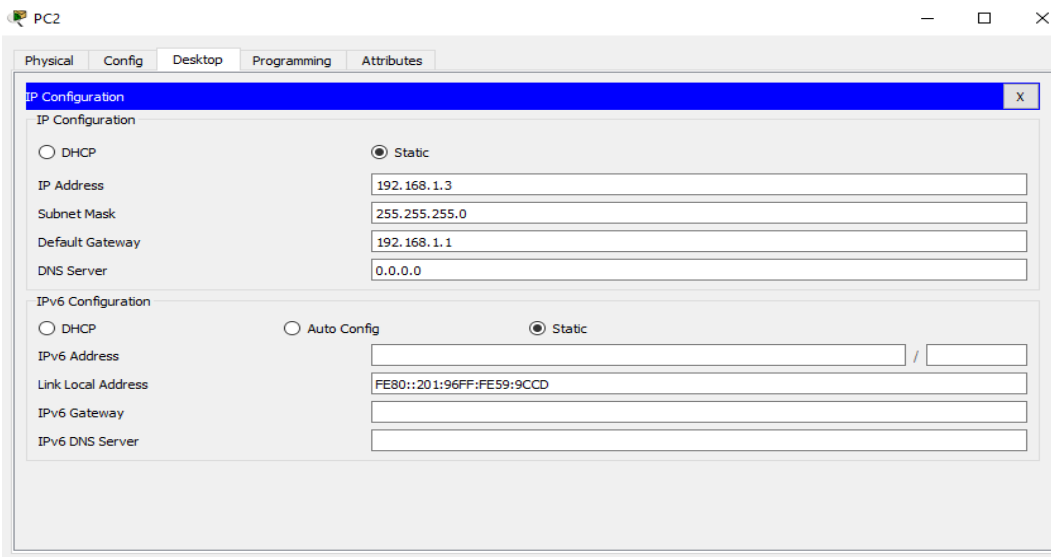 PC2
Physical Config Desktop Programming Attributes
IP Configuration X
IP Configuration
DHCP Static
IP Address 192.168.1.3
Subnet Mask 255.255.255.0
Default Gateway 192.168.1.1
DNS Server 0.0.0.0
IPv6 Configuration
DHCP Auto Config Static
IPv6 Address /
Link Local Address FE80::201:96FF:FE59:9CCD
IPv6 Gateway
IPv6 DNS Server